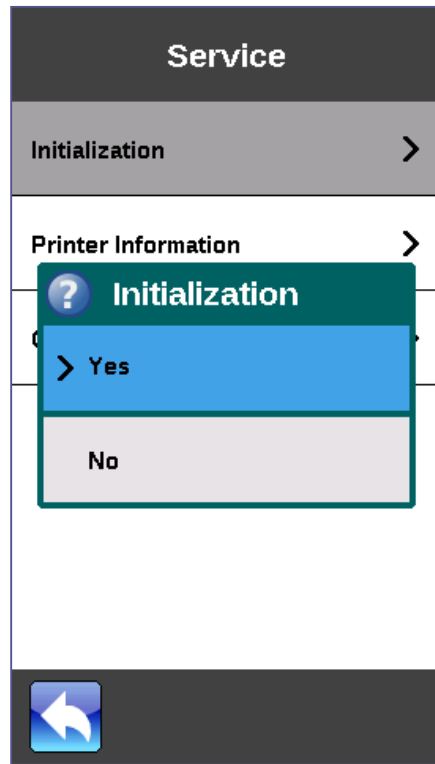 Service
Initialization
Printer Information
Initialization
Yes
No